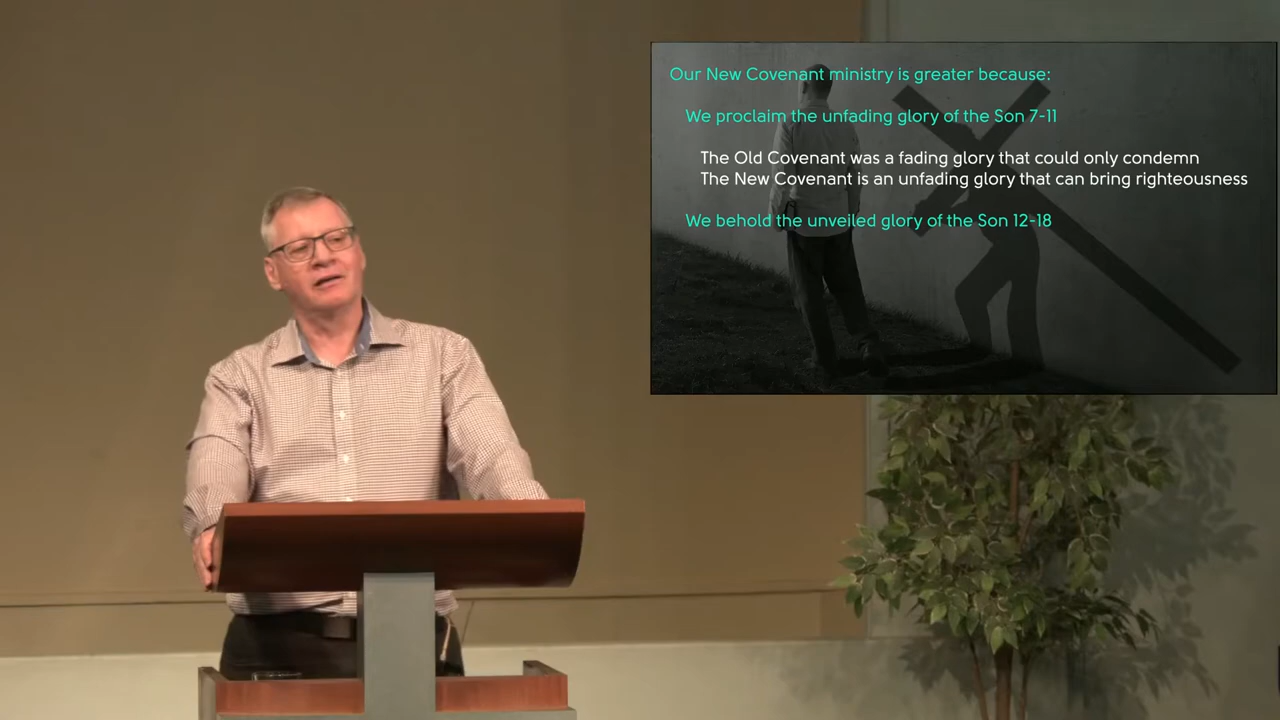 Our New Covenant ministry is greater because:
We proclaim the unfading glory of the Son 7-11
The Old Covenant was a fading glory that could only condemn
The New Covenant is an unfading glory that can bring righteousness
We behold the unveiled glory of the Son 12-18